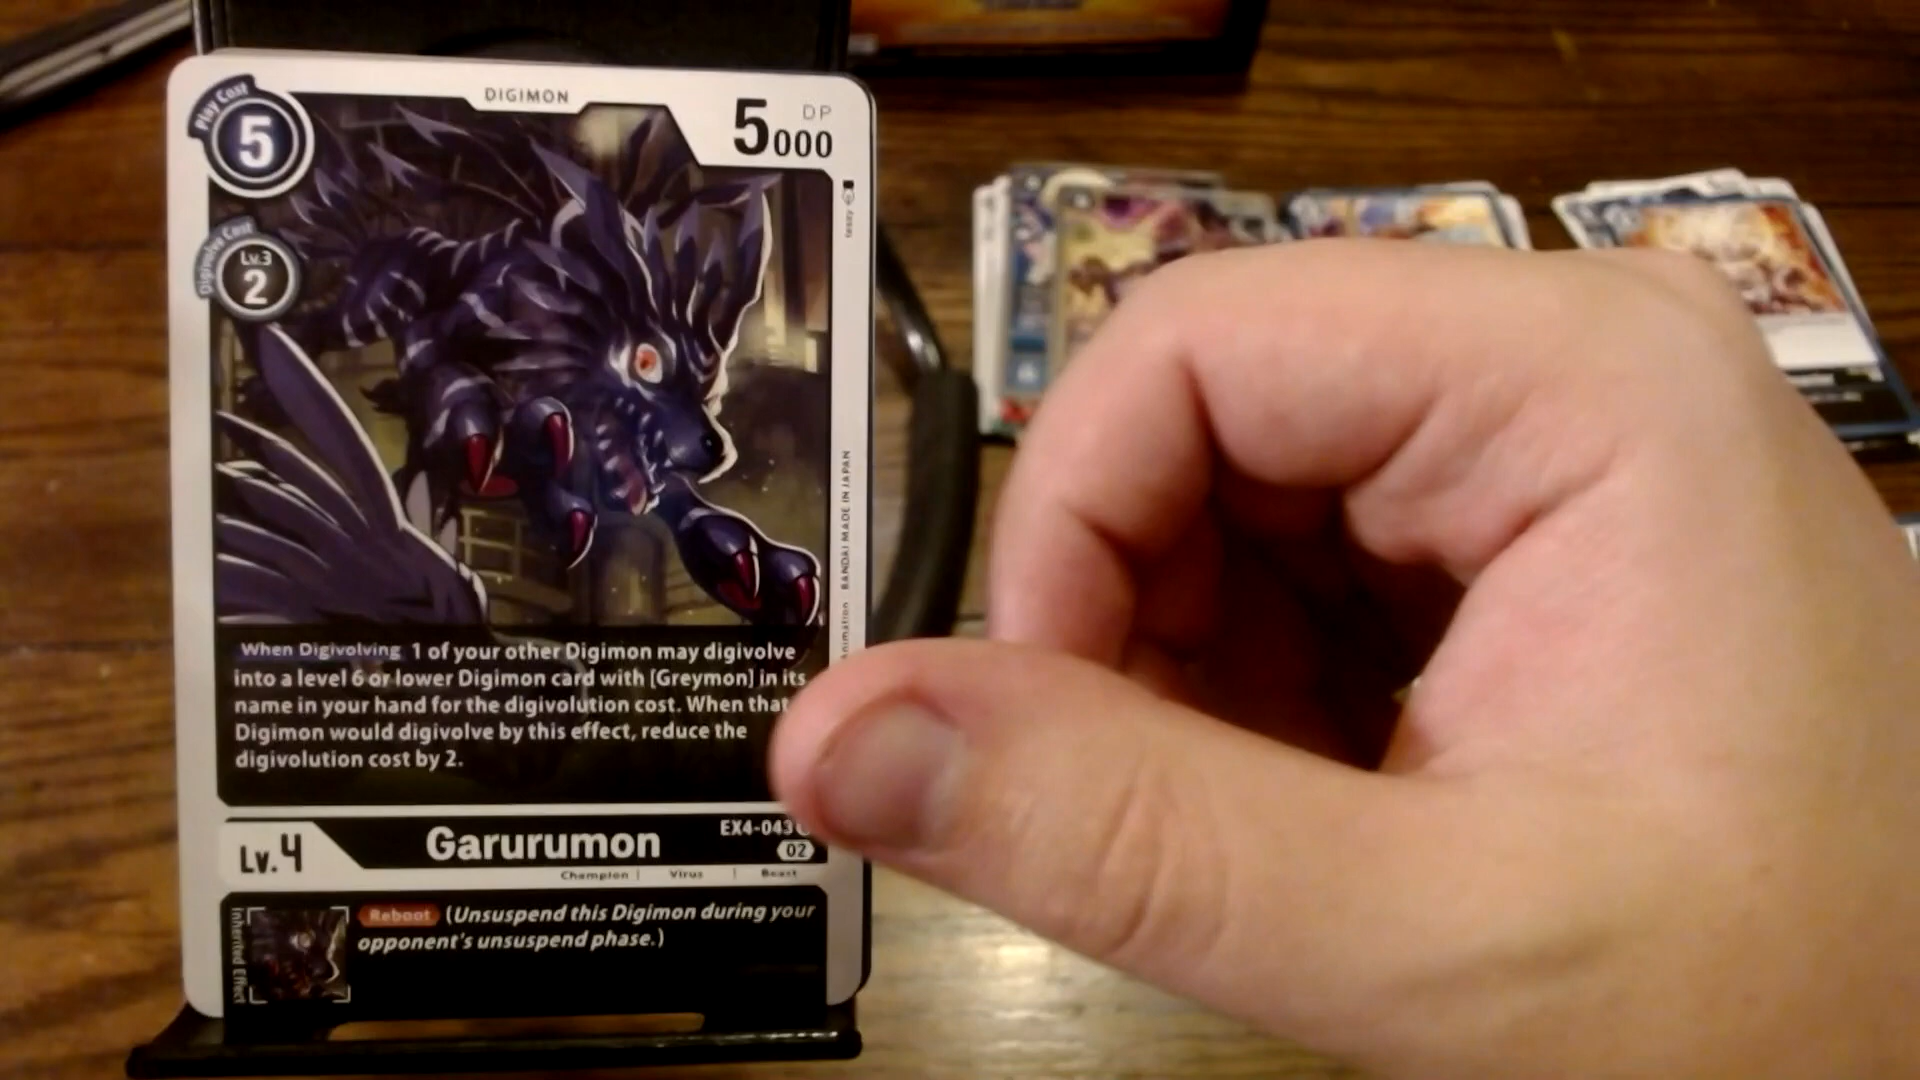 DIGIMON
Play Cost
5
DP
5000
Digivolve Cost
Lv.3
2
BANDAI MADE IN JAPAN
When Digivolving 1 of your other Digimon may digivolve
into a level 6 or lower Digimon card with [Greymon] in its
name in your hand for the digivolution cost. When that
Digimon would digivolve by this effect, reduce the
digivolution cost by 2.
Lv.4
Garurumon
EX4-043
02
Champion | Virus | Beast
Inherited Effect
Reboot (Unsuspend this Digimon during your
opponent's unsuspend phase.)